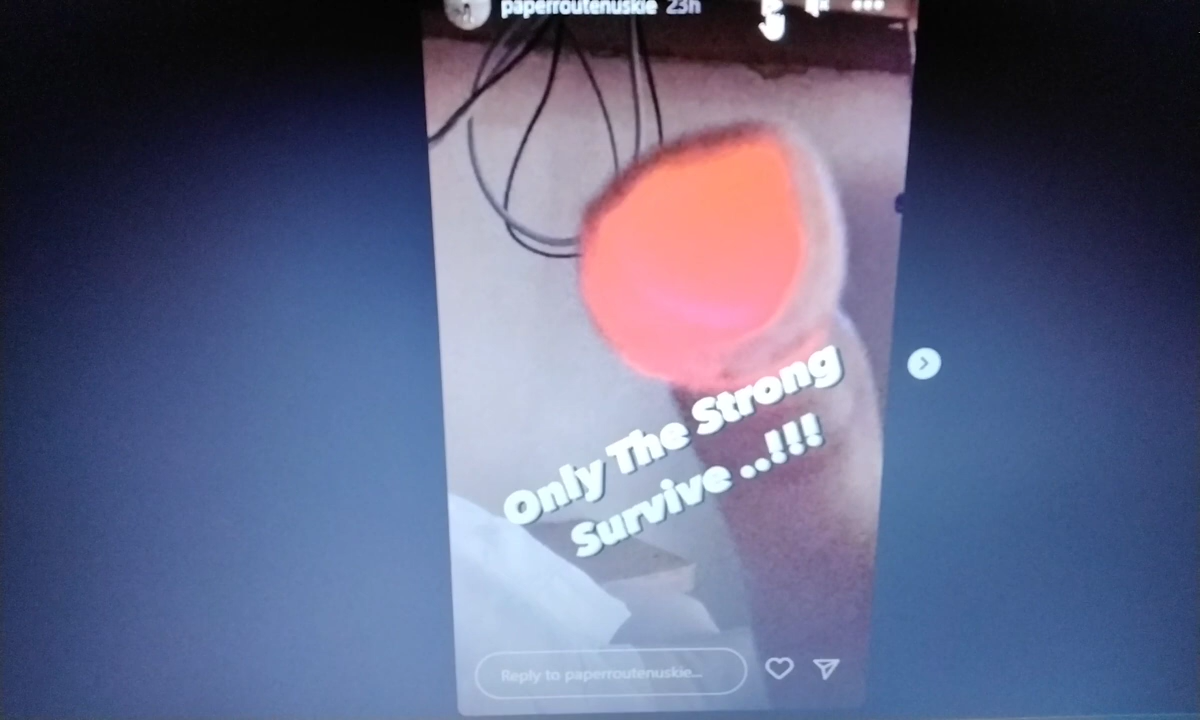 paperroutenuskie 23h
Only The Strong
Survive ..!!!
Reply to paperroutenuskie...